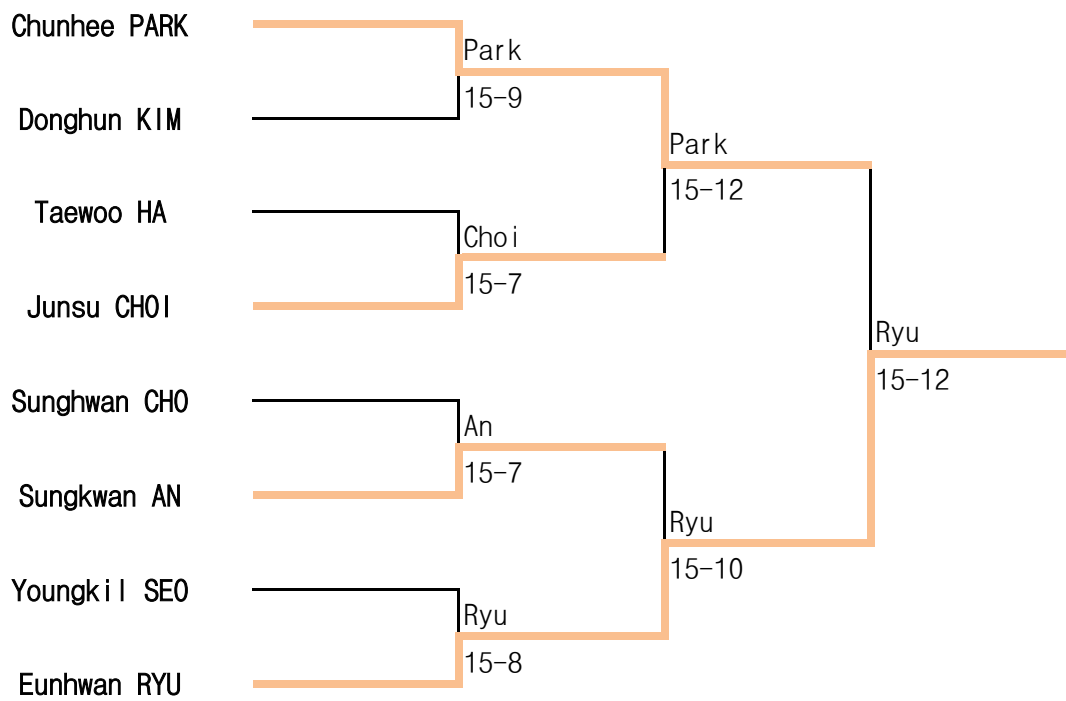 Chunhee PARK
Park
15-9
Donghun KIM
Park
15-12
Taewoo HA
Choi
15-7
Junsu CHOI
Ryu
15-12
Sunghwan CHO
An
15-7
Sungkwan AN
Ryu
15-10
Youngkil SEO
Ryu
15-8
Eunhwan RYU